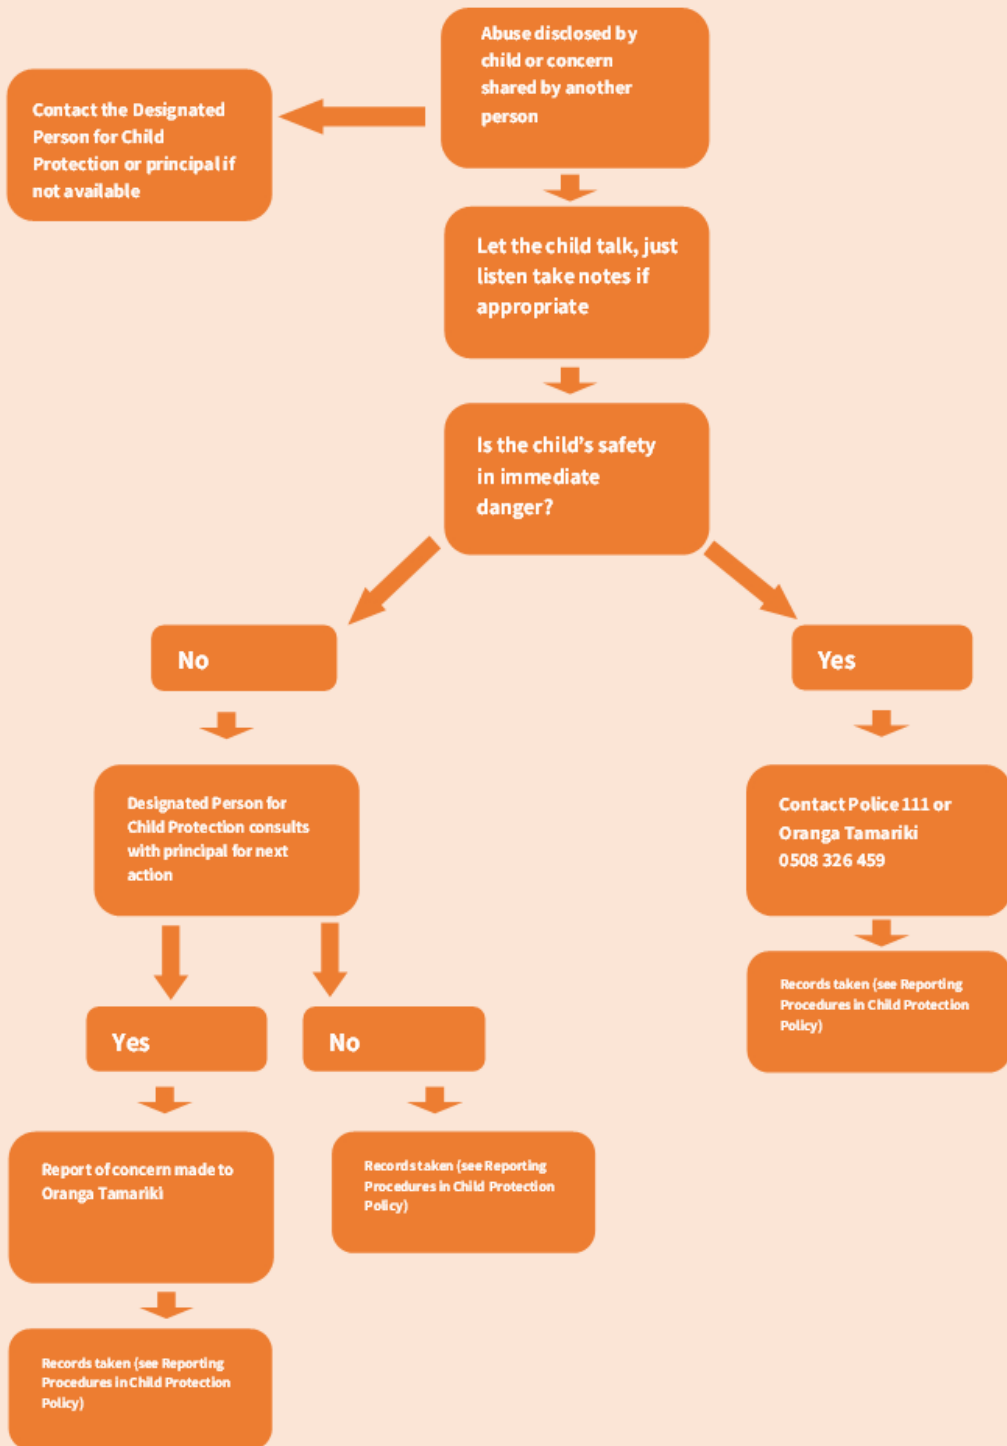 Abuse disclosed by
child or concern
shared by another
person
Contact the Designated
Person for Child
Protection or principal if
not available
Let the child talk, just
listen take notes if
appropriate
Is the child's safety
in immediate
danger?
No
Yes
Designated Person for
Child Protection consults
with principal for next
action
Contact Police 111 or
Oranga Tamariki
0508 326 459
Records taken (see Reporting
Procedures in Child Protection
Policy)
Yes
No
Report of concern made to
Oranga Tamariki
Records taken (see Reporting
Procedures in Child Protection
Policy)
Records taken (see Reporting
Procedures in Child Protection
Policy)